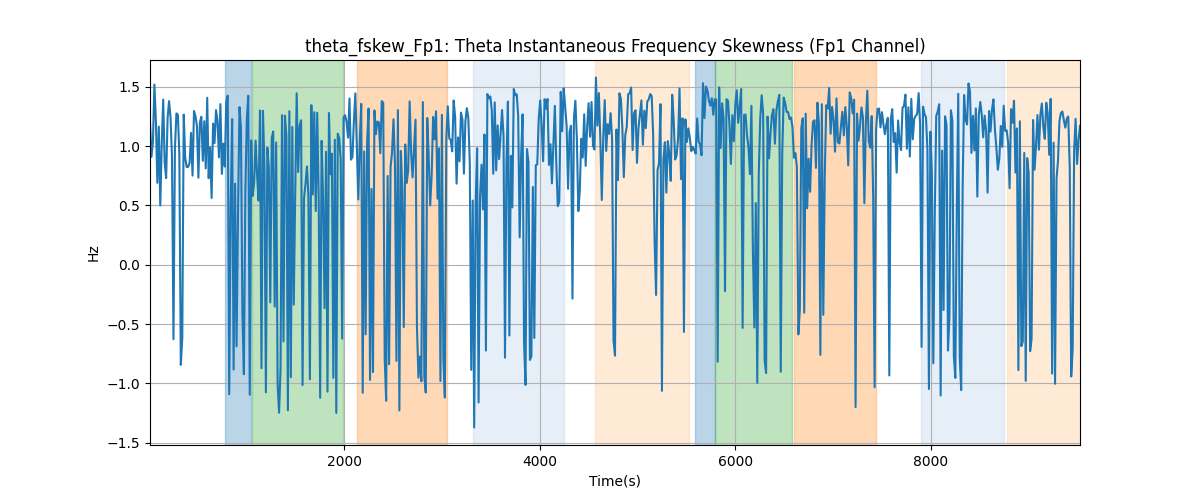 theta_fskew_Fp1: Theta Instantaneous Frequency Skewness (Fp1 Channel)
Hz
1.5
1.0
0.5
0.0
−0.5
−1.0
−1.5
2000 4000 6000 8000
Time(s)